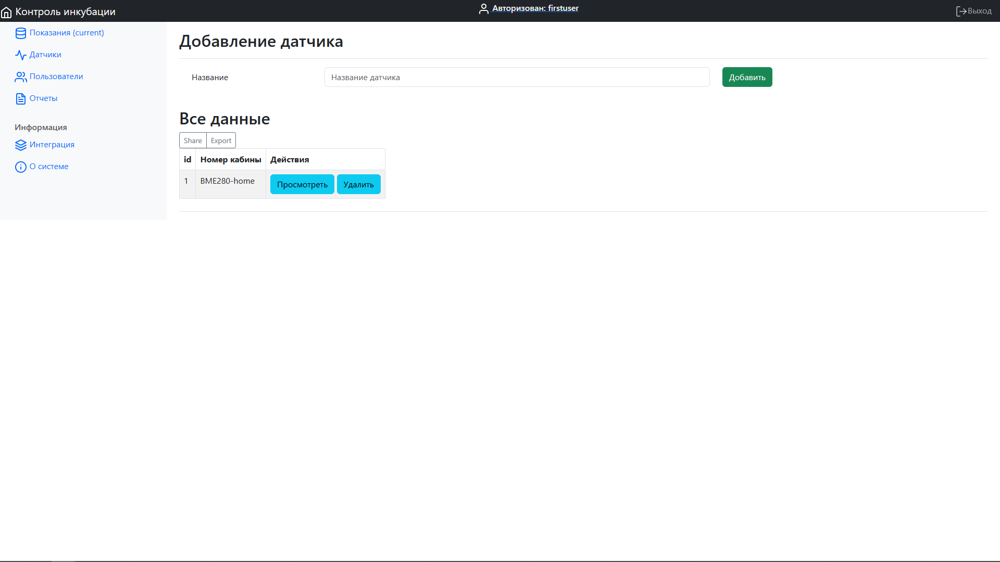 Контроль инкубации
Авторизован: firstuser
Выход
Показания (current)
Датчики
Пользователи
Отчеты
Информация
Интеграция
О системе
Добавление датчика
Название
Название датчика
Добавить
Все данные
Share Export
id Номер кабины Действия
1 BME280-home Просмотреть Удалить